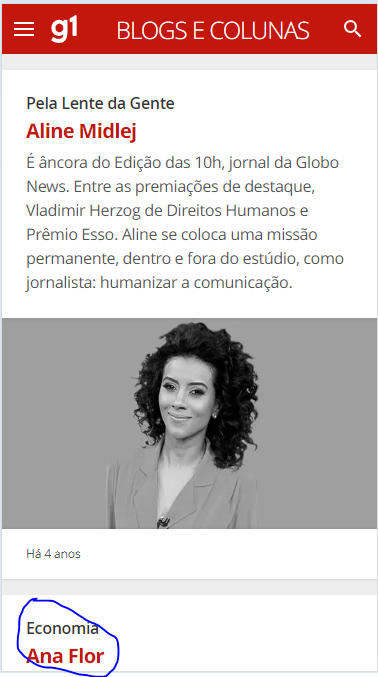 g1 BLOGS E COLUNAS
Pela Lente da Gente
Aline Midlej
É âncora do Edição das 10h, jornal da Globo
News. Entre as premiações de destaque,
Vladimir Herzog de Direitos Humanos e
Prêmio Esso. Aline se coloca uma missão
permanente, dentro e fora do estúdio, como
jornalista: humanizar a comunicação.
Há 4 anos
Economia
Ana Flor